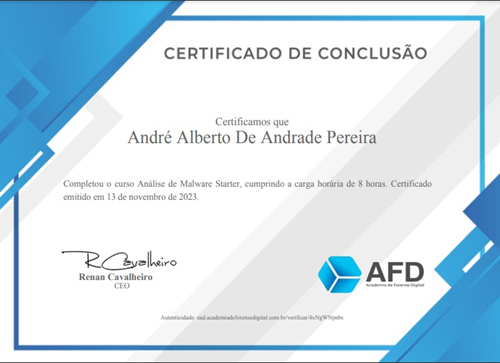 CERTIFICADO DE CONCLUSÃO
Certificamos que
André Alberto De Andrade Pereira
Completou o curso Análise de Malware Starter, cumprindo a carga horária de 8 horas. Certificado
emitido em 13 de novembro de 2023.
R Cavalheiro
Renan Cavalheiro
CEO
AFD
Academia de Forense Digital
Autenticidade: ead.academiadeforensedigital.com.br/verificar/